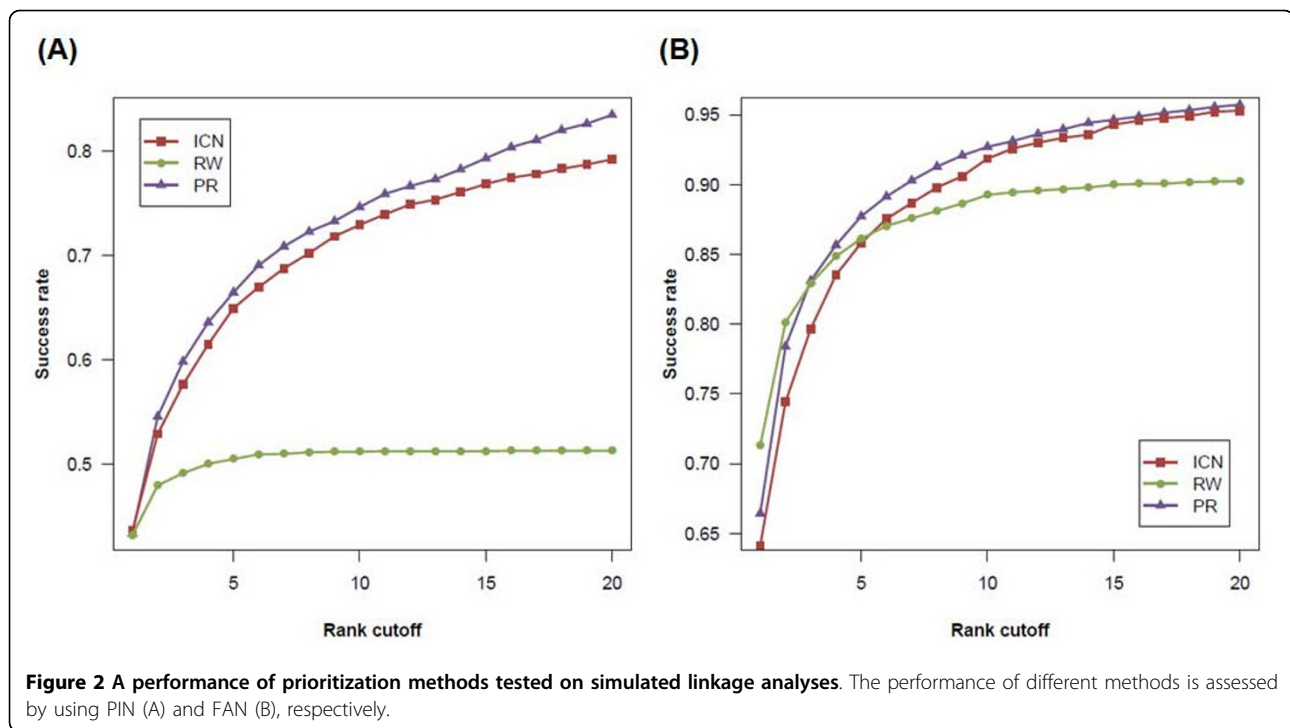 (A)
ICN
RW
PR
0.8
0.7
0.6
0.5
Success rate
5
10
15
20
Rank cutoff
(B)
0.95
0.90
0.85
0.80
0.75
0.70
0.65
Success rate
ICN
RW
PR
5
10
15
20
Rank cutoff
Figure 2 A performance of prioritization methods tested on simulated linkage analyses. The performance of different methods is assessed
by using PIN (A) and FAN (B), respectively.